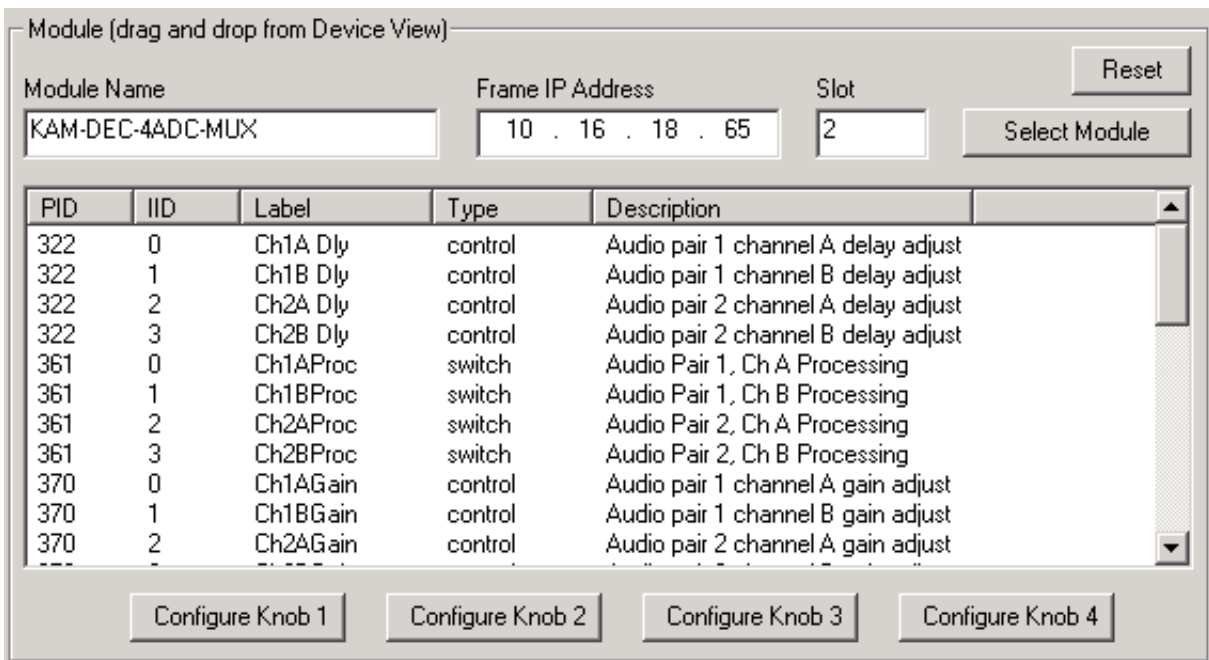 Module (drag and drop from Device View)
Reset
Module Name Frame IP Address Slot
KAM-DEC-4ADC-MUX 10 . 16 . 18 . 65 2 Select Module
PID IID Label Type Description
322 0 Ch1A Dly control Audio pair 1 channel A delay adjust
322 1 Ch1B Dly control Audio pair 1 channel B delay adjust
322 2 Ch2A Dly control Audio pair 2 channel A delay adjust
322 3 Ch2B Dly control Audio pair 2 channel B delay adjust
361 0 Ch1AProc switch Audio Pair 1, Ch A Processing
361 1 Ch1BProc switch Audio Pair 1, Ch B Processing
361 2 Ch2AProc switch Audio Pair 2, Ch A Processing
361 3 Ch2BProc switch Audio Pair 2, Ch B Processing
370 0 Ch1AGain control Audio pair 1 channel A gain adjust
370 1 Ch1BGain control Audio pair 1 channel B gain adjust
370 2 Ch2AGain control Audio pair 2 channel A gain adjust
Configure Knob 1 Configure Knob 2 Configure Knob 3 Configure Knob 4